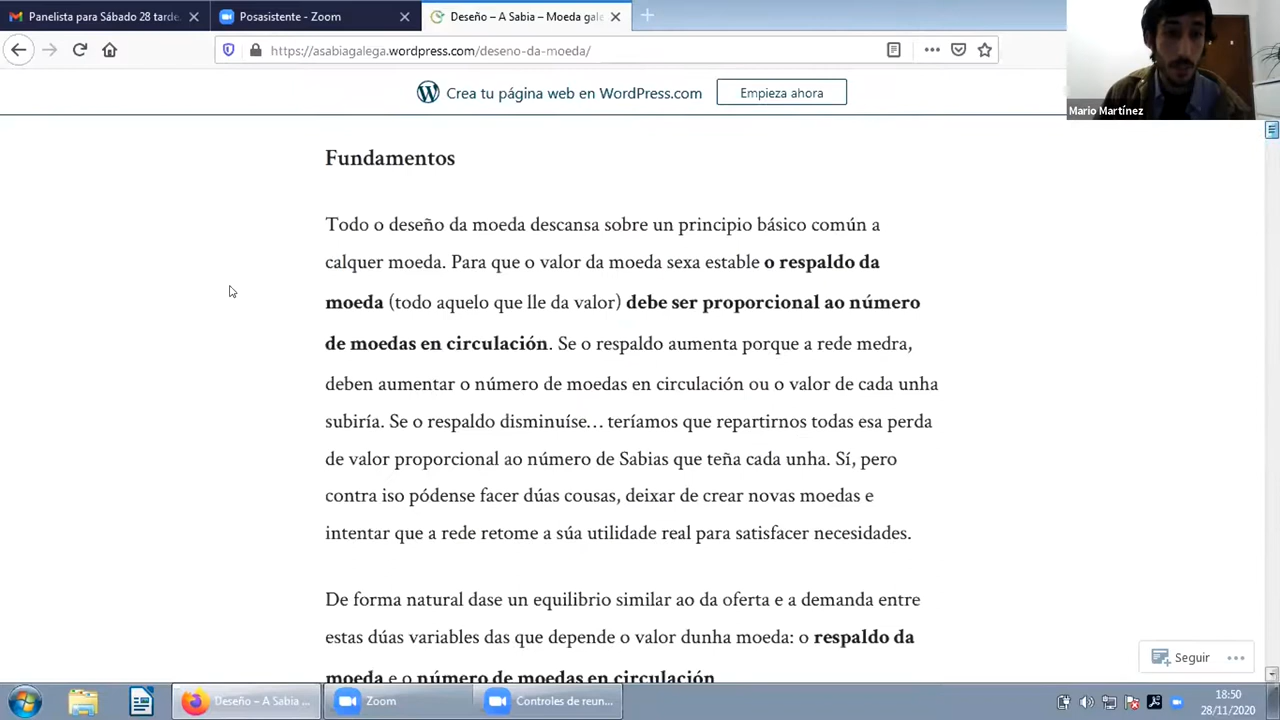 Panelista para Sábado 28 tarde.
Posasistente - Zoom
Deseño – A Sabia – Moeda gale
https://asabiagalega.wordpress.com/deseno-da-moeda/
Crea tu página web en WordPress.com
Empieza ahora
Mario Martínez
Fundamentos
Todo o deseño da moeda descansa sobre un principio básico común a
calquer moeda. Para que o valor da moeda sexa estable o respaldo da
moeda (todo aquelo que lle da valor) debe ser proporcional ao número
de moedas en circulación. Se o respaldo aumenta porque a rede medra,
deben aumentar o número de moedas en circulación ou o valor de cada unha
subiría. Se o respaldo disminuíse… teríamos que repartirnos todas esa perda
de valor proporcional ao número de Sabias que teña cada unha. Sí, pero
contra iso pódense facer dúas cousas, deixar de crear novas moedas e
intentar que a rede retome a súa utilidade real para satisfacer necesidades.
De forma natural dase un equilibrio similar ao da oferta e a demanda entre
estas dúas variables das que depende o valor dunha moeda: o respaldo da
moeda e o número de moedas en circulación
Seguir
Deseño – A Sabia ...
Zoom
Controles de reun...
18:50
28/11/2020